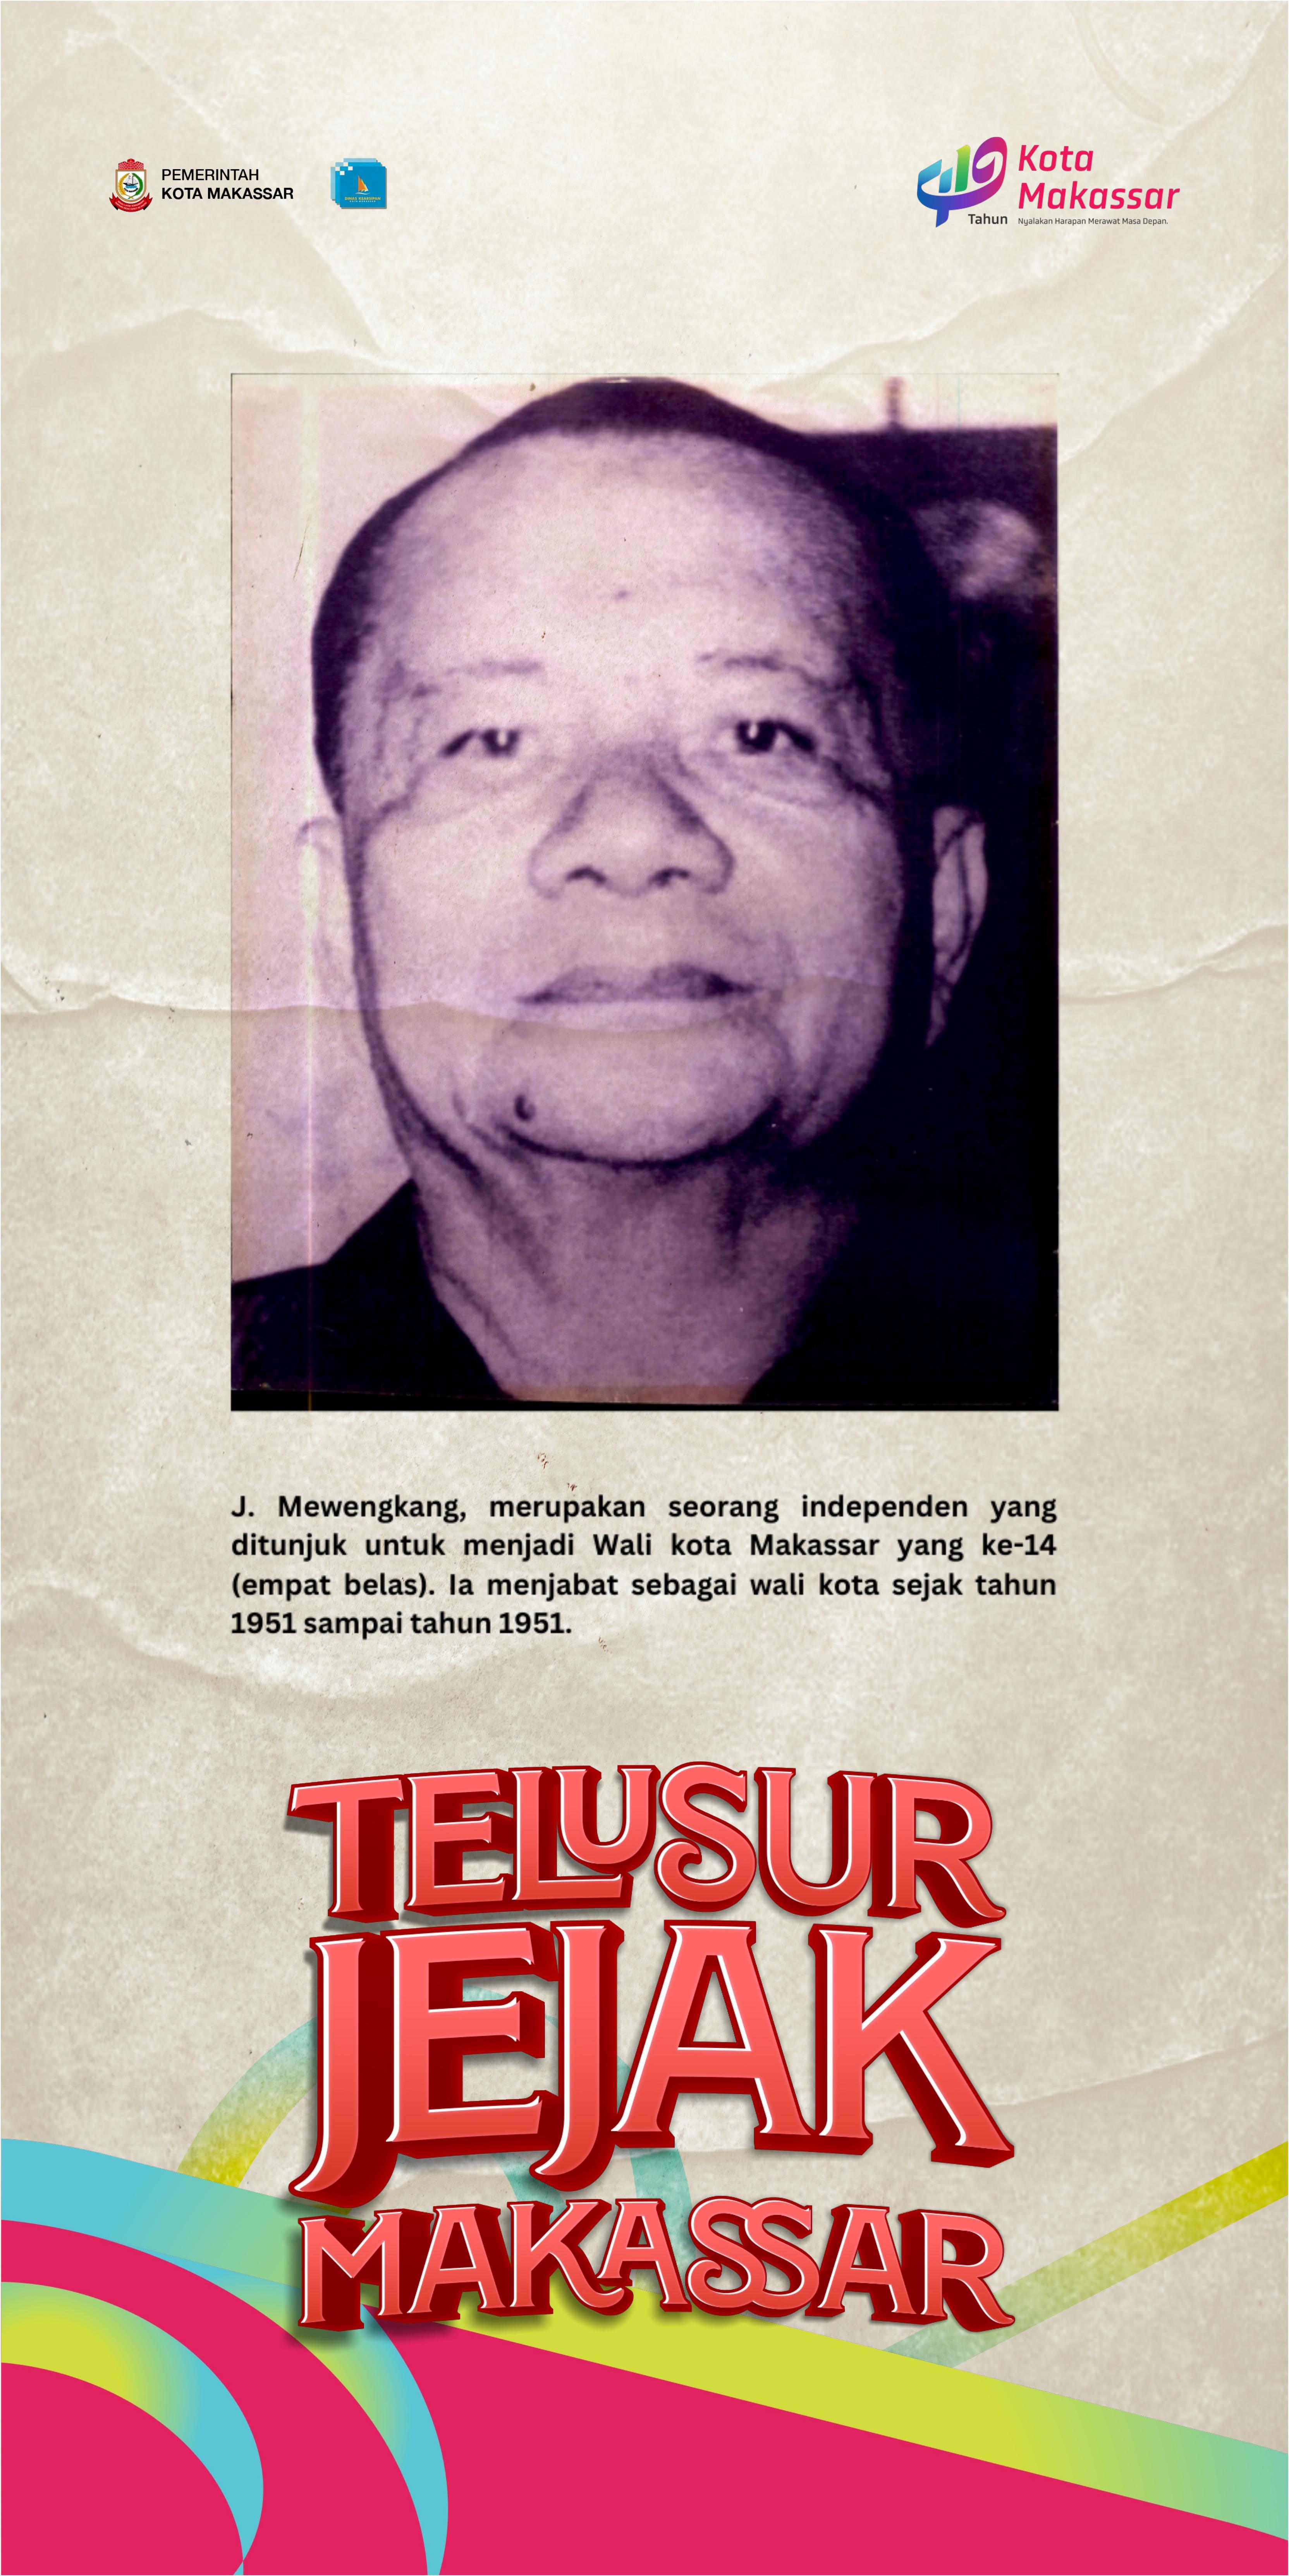 PEMERINTAH
KOTA MAKASSAR
419
Kota
Makassar
Tahun
Nyalakan Harapan Merawat Masa Depan.
J. Mewengkang, merupakan seorang independen yang
ditunjuk untuk menjadi Wali kota Makassar yang ke-14
(empat belas). Ia menjabat sebagai wali kota sejak tahun
1951 sampai tahun 1951.
TELUSUR
JEJAK
MAKASSAR